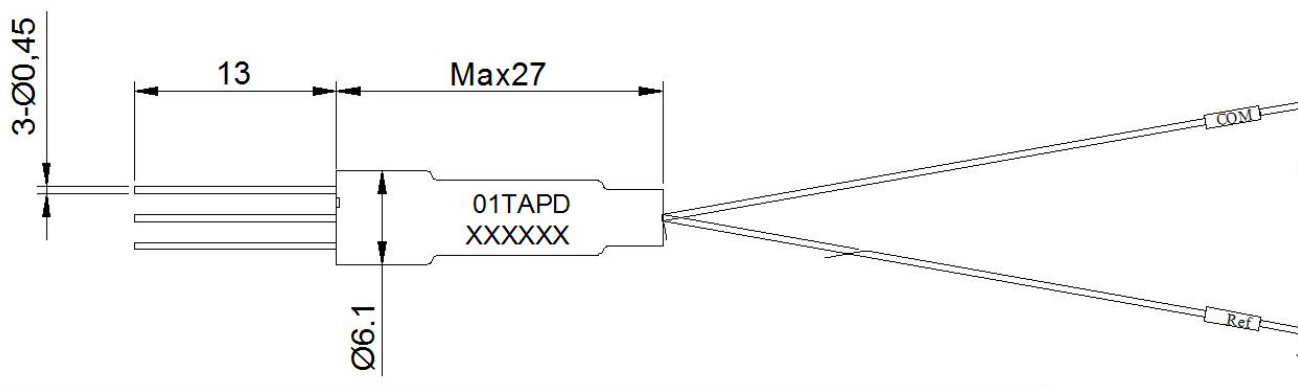 3-Ø0,45
13
Max27
COM
01TAPD
XXXXXX
Ø6.1
Ref